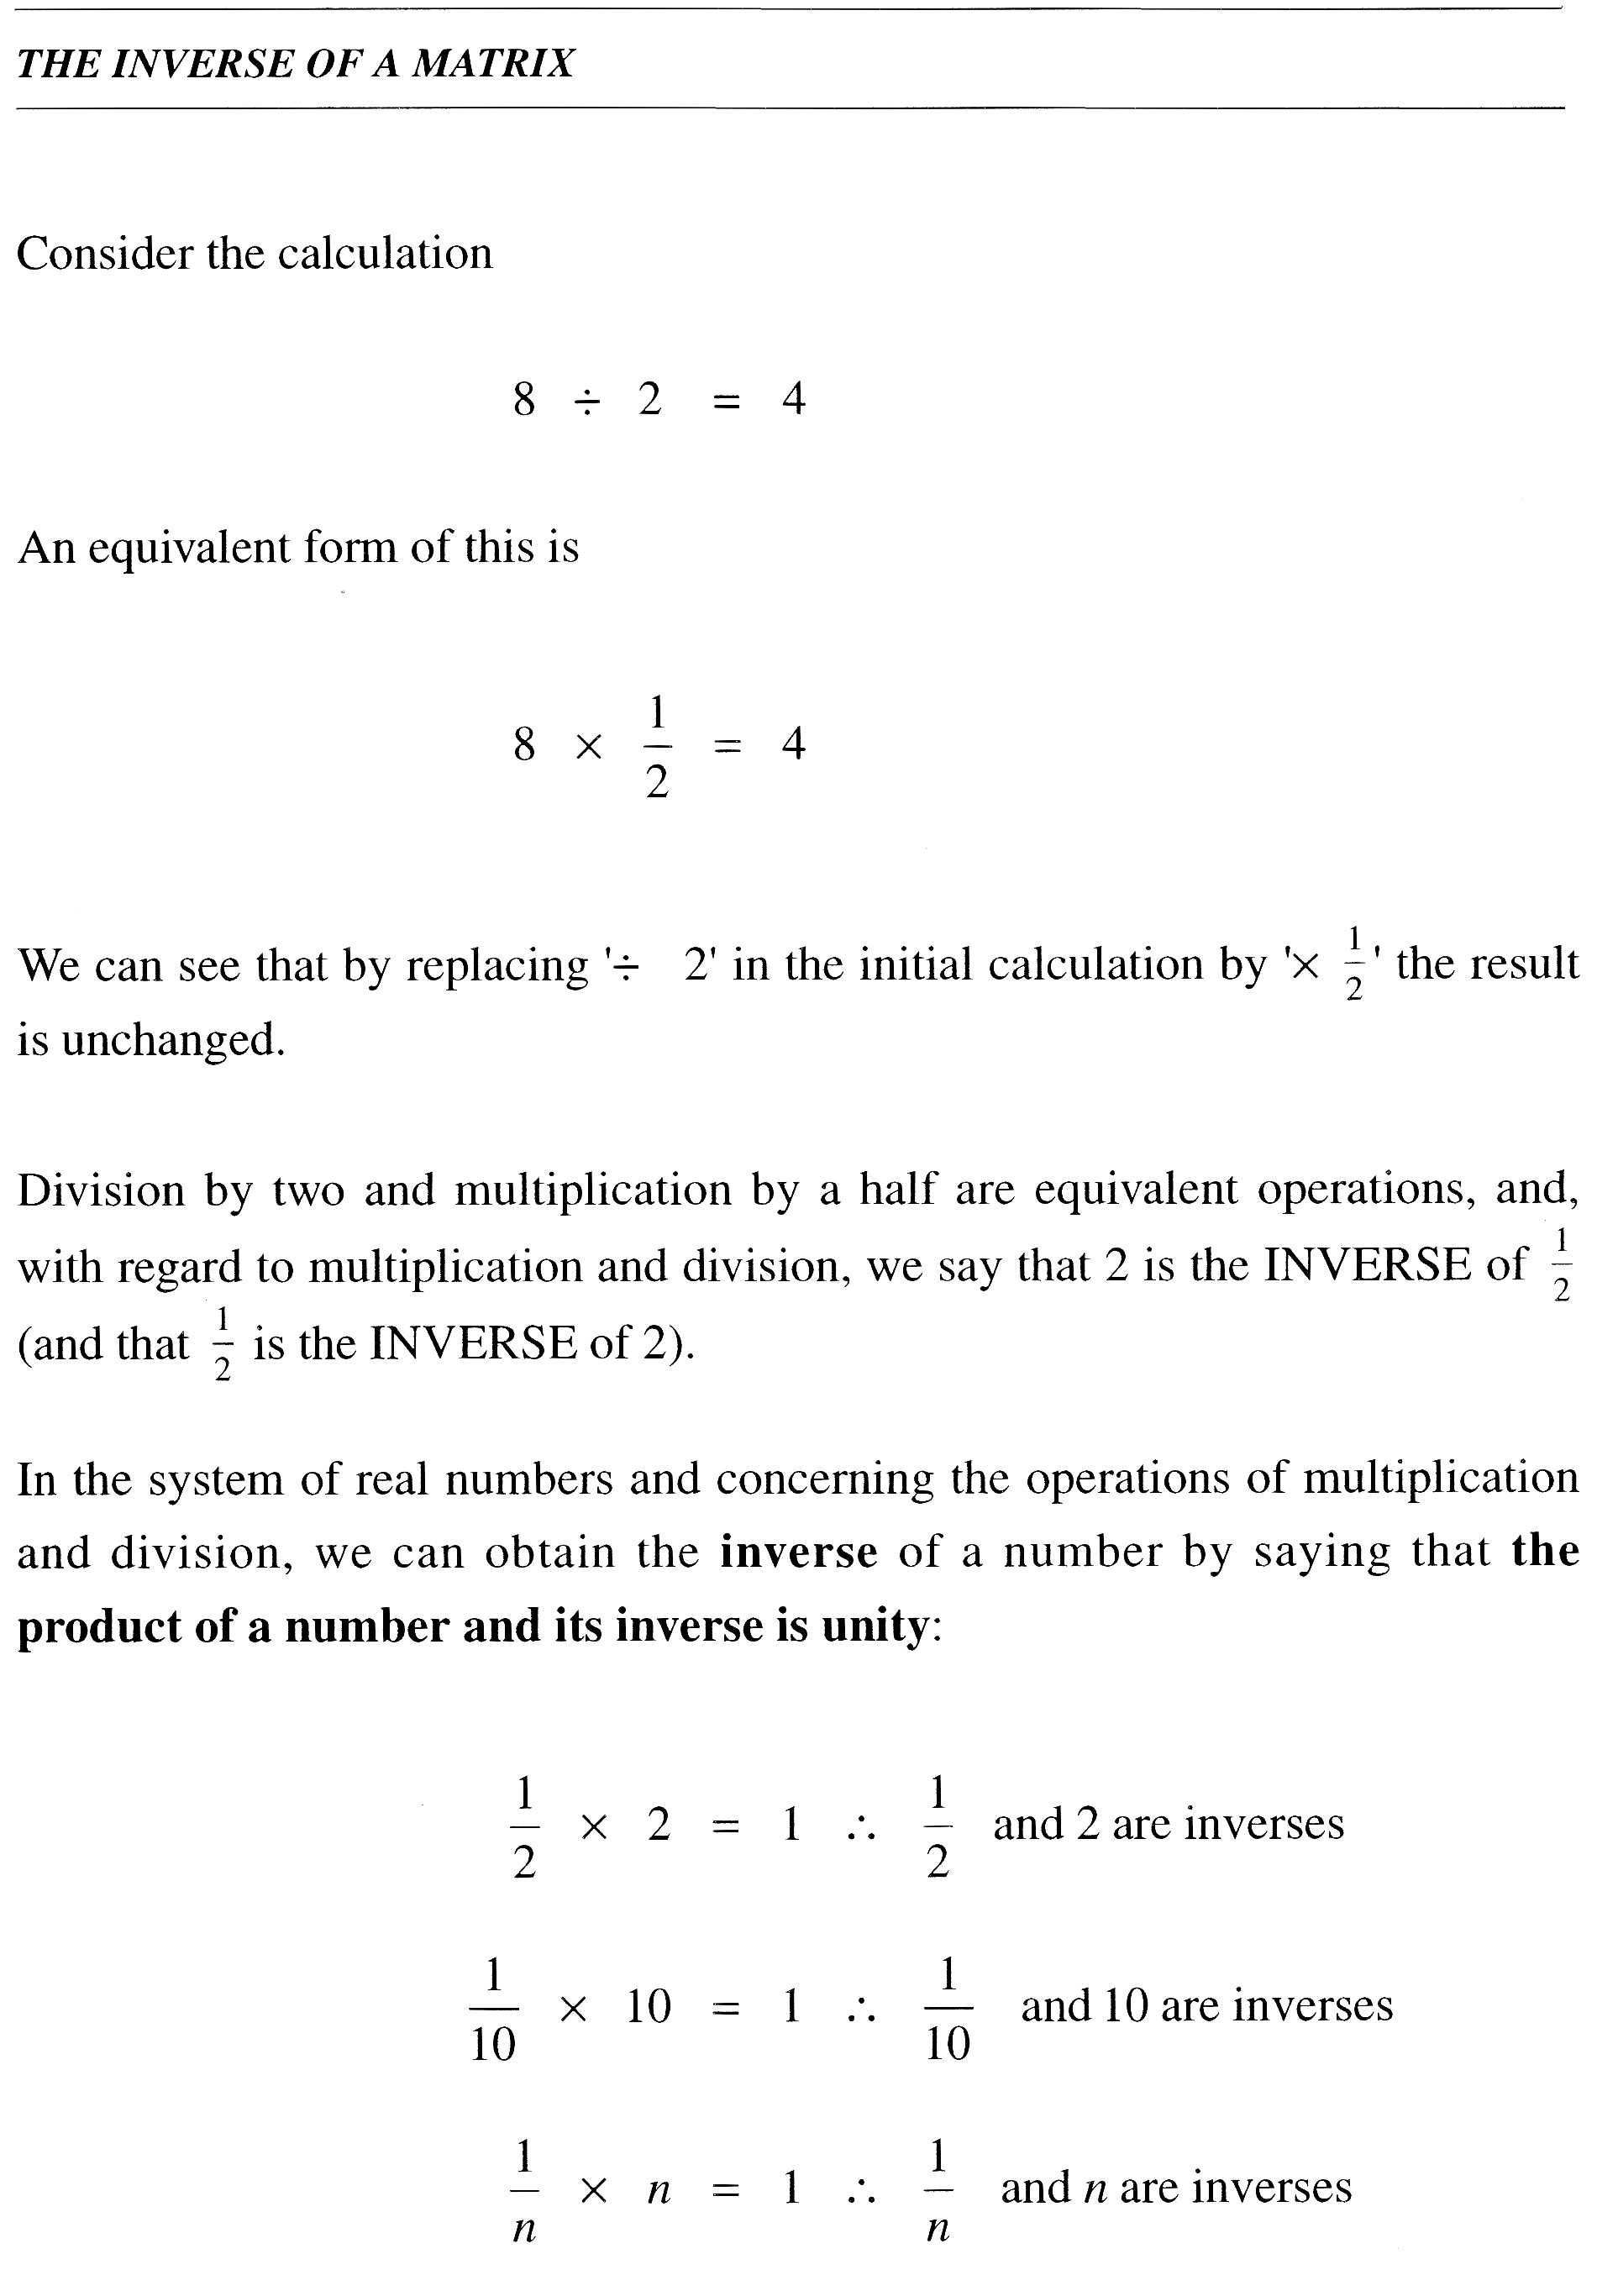 THE INVERSE OF A MATRIX
Consider the calculation
8 ÷ 2 = 4
An equivalent form of this is
8 × 1/2 = 4
We can see that by replacing '÷ 2' in the initial calculation by '× 1/2' the result
is unchanged.
Division by two and multiplication by a half are equivalent operations, and,
with regard to multiplication and division, we say that 2 is the INVERSE of 1/2
(and that 1/2 is the INVERSE of 2).
In the system of real numbers and concerning the operations of multiplication
and division, we can obtain the inverse of a number by saying that the
product of a number and its inverse is unity:
1/2 × 2 = 1 ∴ 1/2 and 2 are inverses
1/10 × 10 = 1 ∴ 1/10 and 10 are inverses
1/n × n = 1 ∴ 1/n and n are inverses